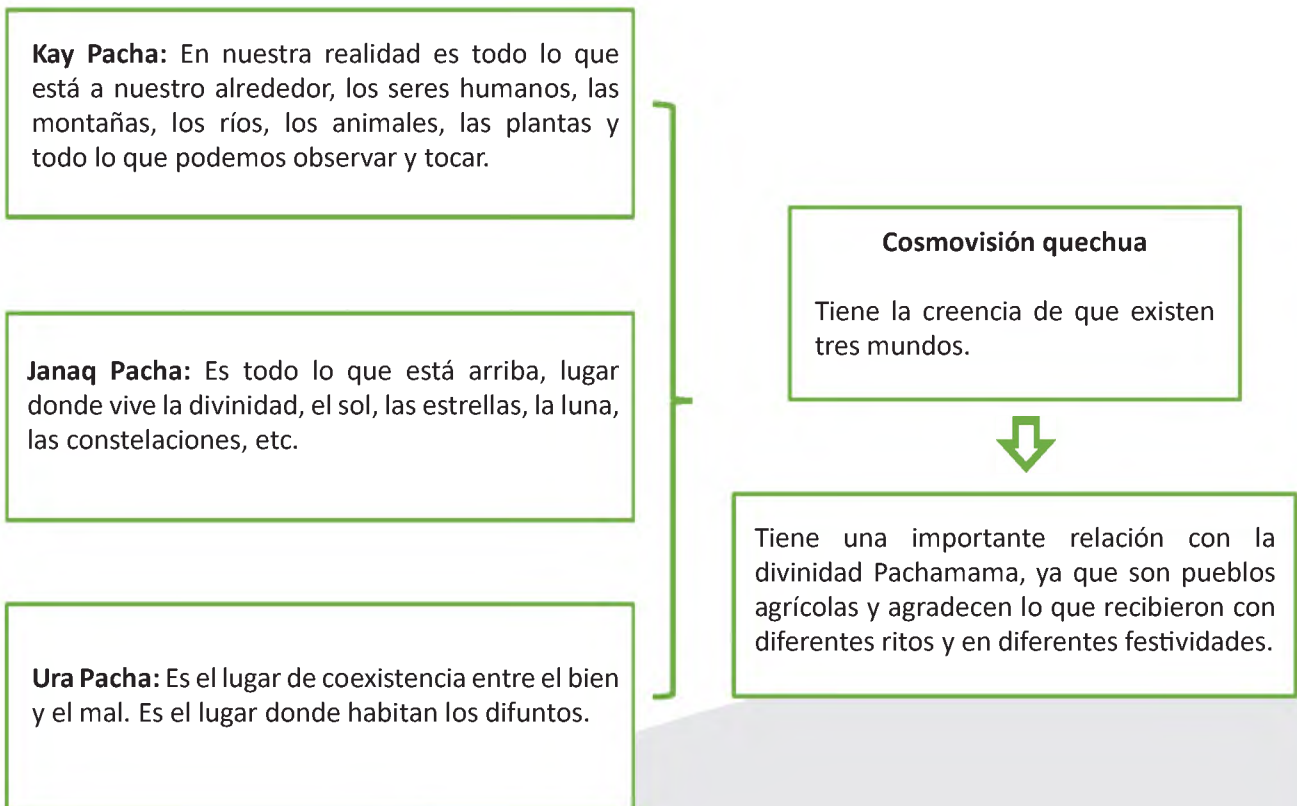 Kay Pacha: En nuestra realidad es todo lo que
está a nuestro alrededor, los seres humanos, las
montañas, los ríos, los animales, las plantas y
todo lo que podemos observar y tocar.
Janaq Pacha: Es todo lo que está arriba, lugar
donde vive la divinidad, el sol, las estrellas, la luna,
las constelaciones, etc.
Ura Pacha: Es el lugar de coexistencia entre el bien
y el mal. Es el lugar donde habitan los difuntos.
Cosmovisión quechua
Tiene la creencia de que existen
tres mundos.
Tiene una importante relación con la
divinidad Pachamama, ya que son pueblos
agrícolas y agradecen lo que recibieron con
diferentes ritos y en diferentes festividades.